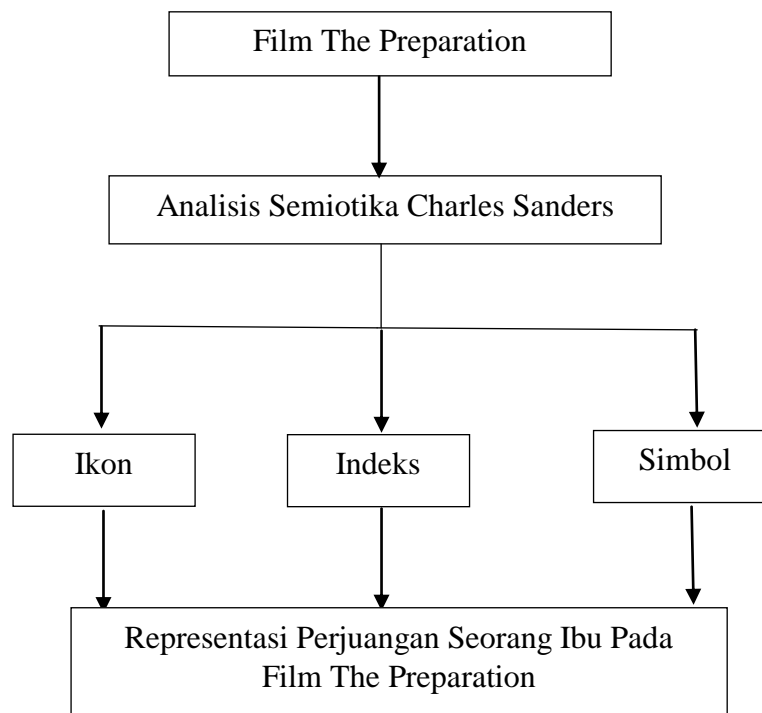 Film The Preparation
Analisis Semiotika Charles Sanders
Ikon
Indeks
Simbol
Representasi Perjuangan Seorang Ibu Pada
Film The Preparation